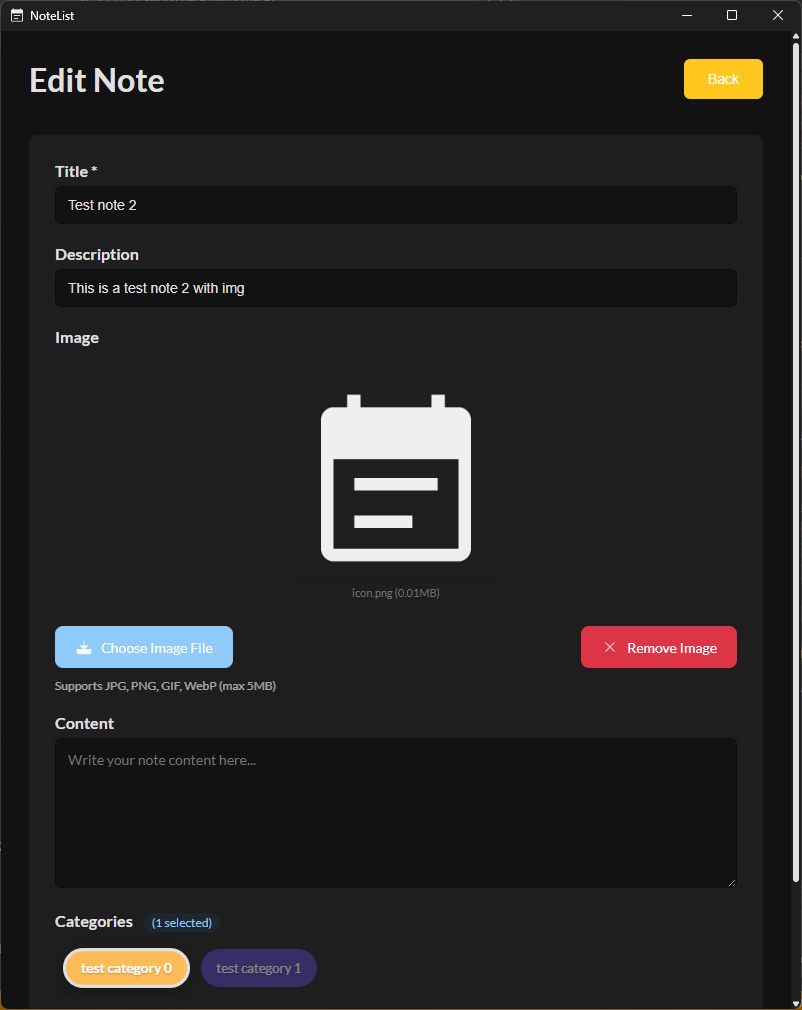 NoteList
Edit Note
Back
Title *
Test note 2
Description
This is a test note 2 with img
Image
icon.png (0.01MB)
Choose Image File
Remove Image
Supports JPG, PNG, GIF, WebP (max 5MB)
Content
Write your note content here...
Categories (1 selected)
test category 0 test category 1